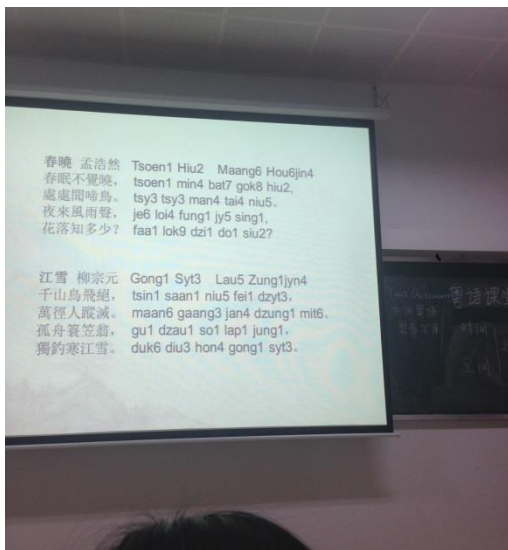 春曉 孟浩然 Tsoen1 Hiu2 Maang6 Hou6jin4
春眠不覺曉， tsoen1 min4 bat7 gok8 hiu2,
處處聞啼鳥。 tsy3 tsy3 man4 tai4 niu5。
夜來風雨聲， je6 loi4 fung1 jy5 sing1,
花落知多少？ faa1 lok9 dzi1 do1 siu2?
江雪 柳宗元 Gong1 Syt3 Lau5 Zung1jyn4
千山鳥飛絕， tsin1 saan1 niu5 fei1 dzyt3，
萬徑人蹤滅。 maan6 gaang3 jan4 dzung1 mit6。
孤舟簑笠翁， gu1 dzau1 so1 lap1 jung1，
獨釣寒江雪。 duk6 diu3 hon4 gong1 syt3。
粵語課
时间
空间